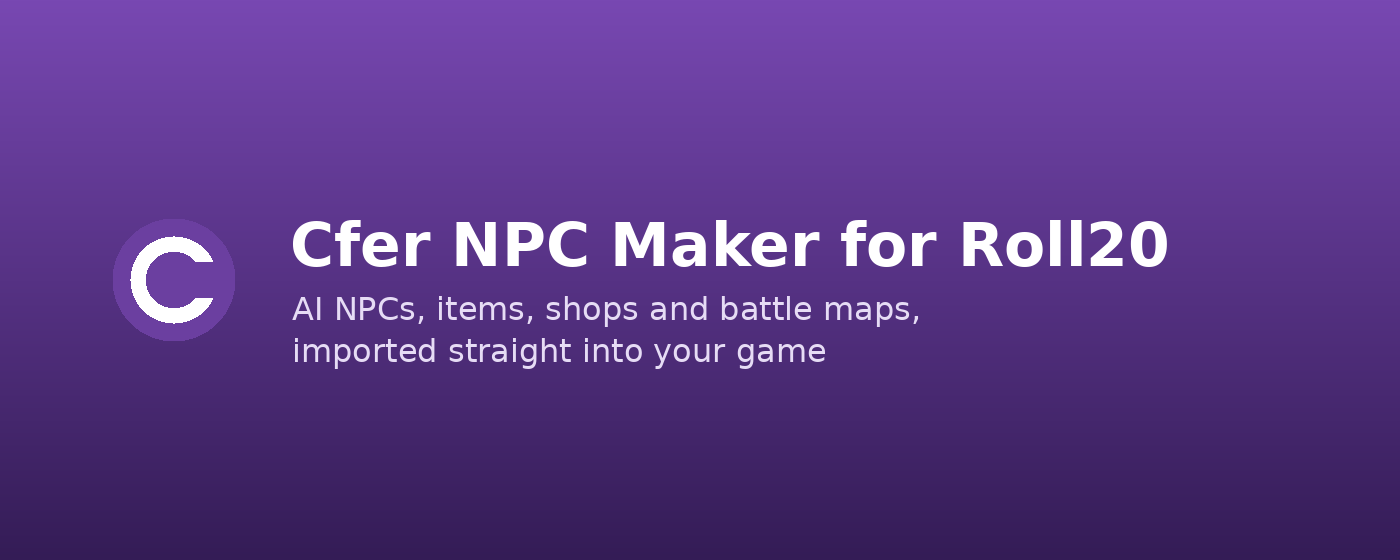 C
Cfer NPC Maker for Roll20
AI NPCs, items, shops and battle maps,
imported straight into your game